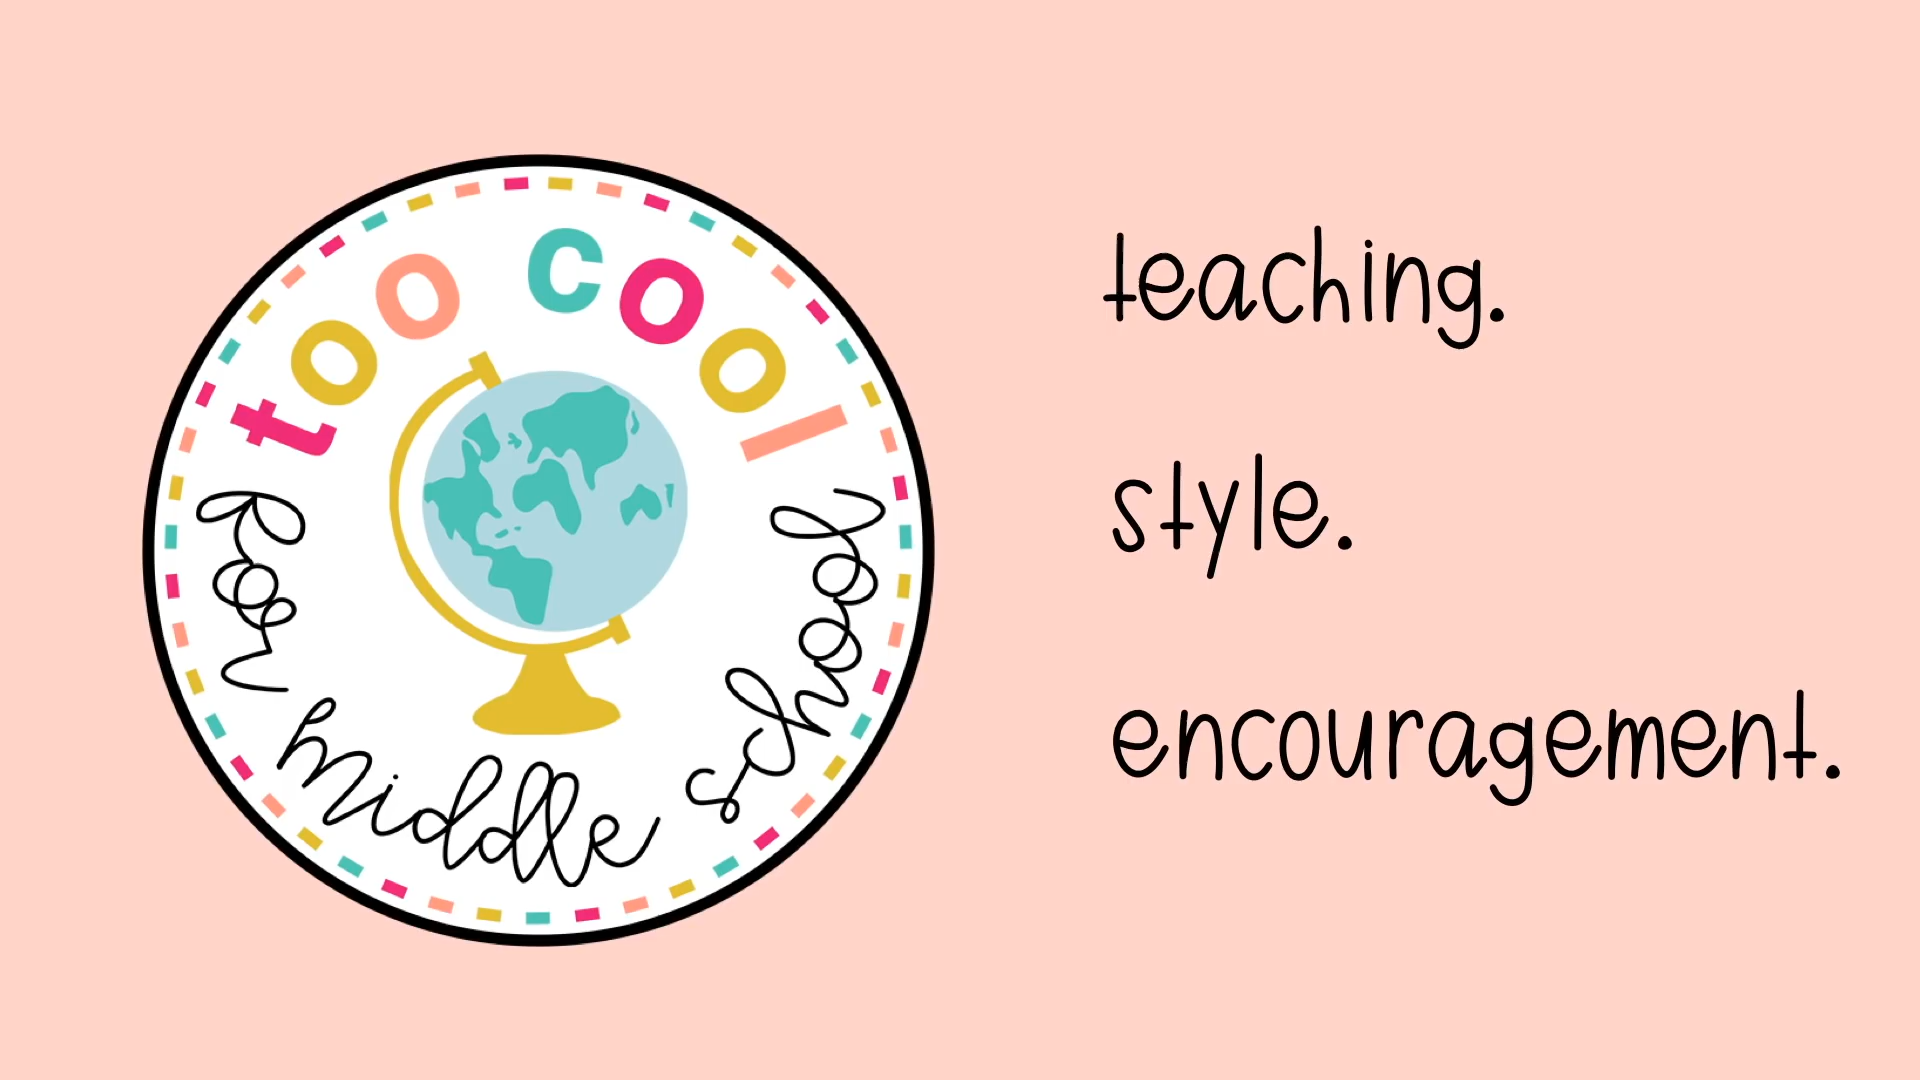 too cool
for middle school
teaching.
style.
encouragement.